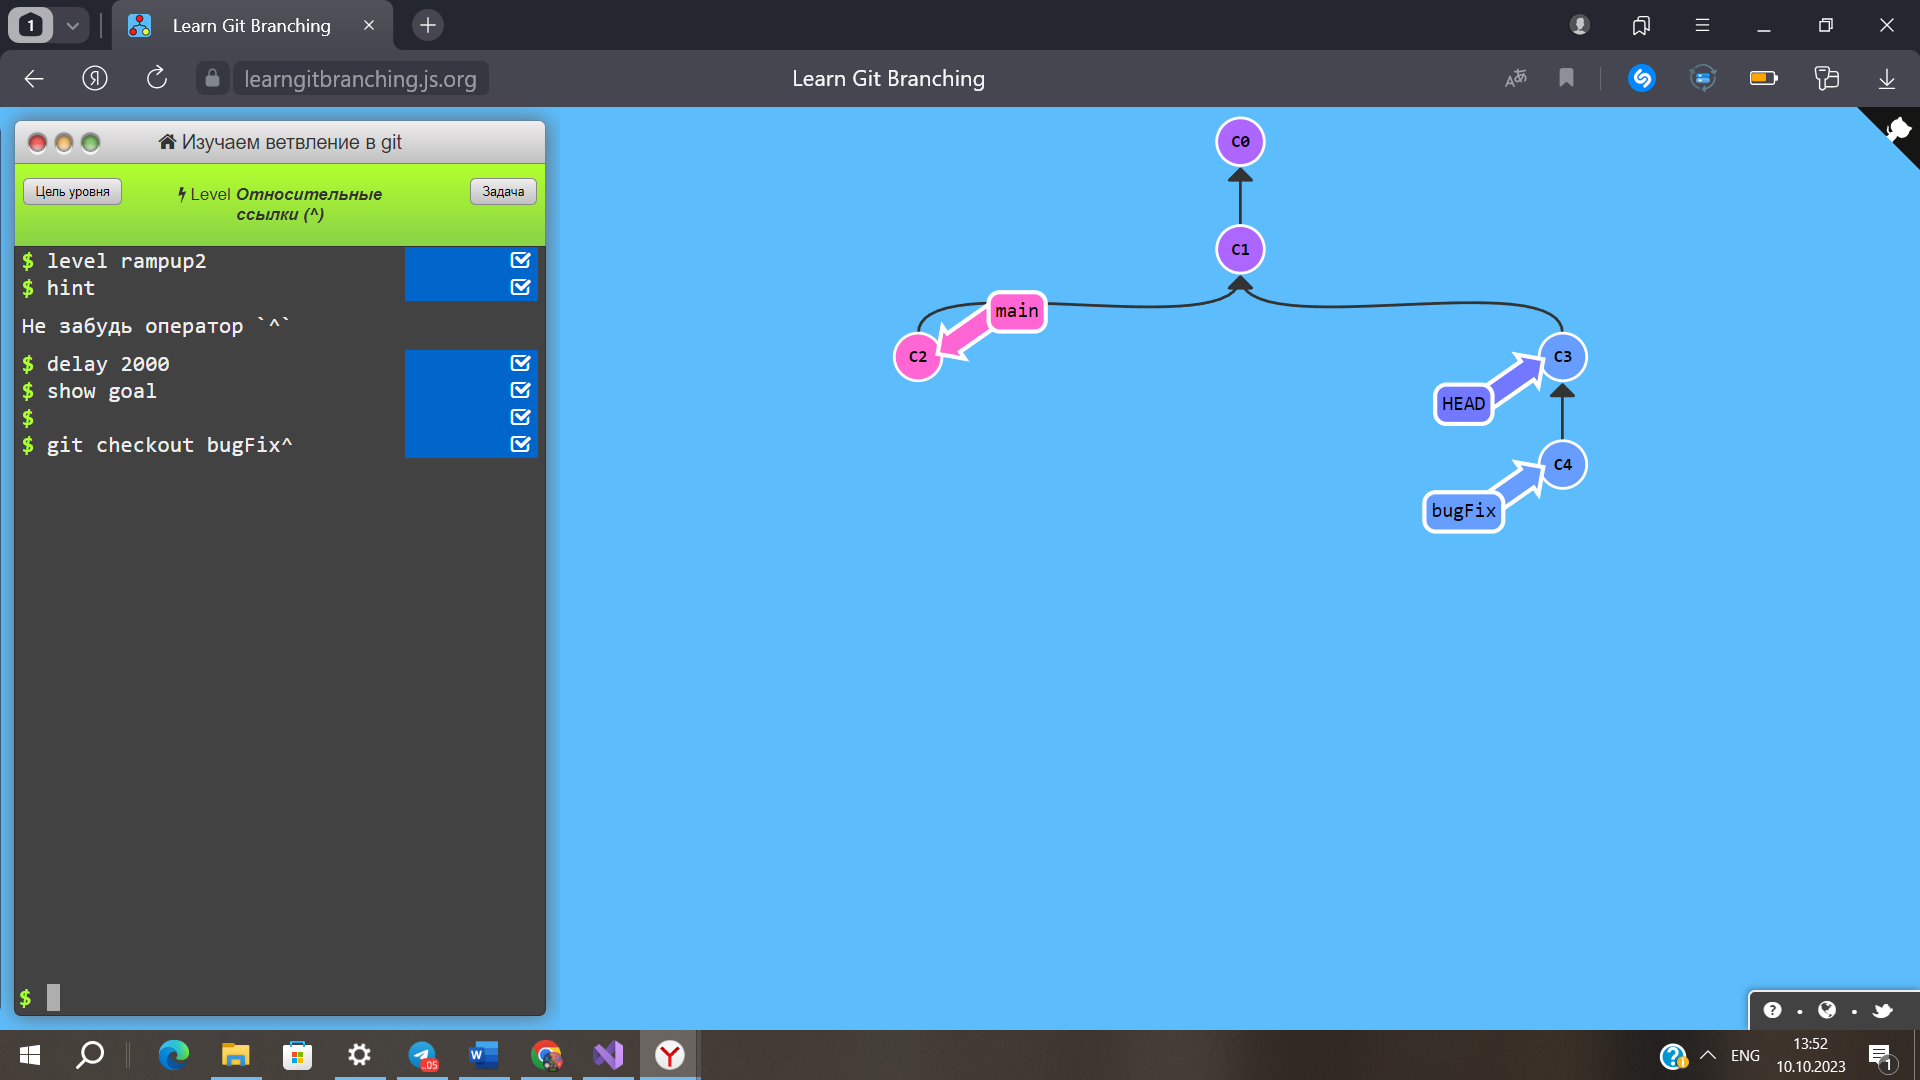 1
Learn Git Branching
learngitbranching.js.org
Learn Git Branching
Изучаем ветвление в git
Цель уровня
Level Относительные
ссылки (^)
Задача
$ level rampup2
$ hint
Не забудь оператор `^`
$ delay 2000
$ show goal
$
$ git checkout bugFix^
$
C0
C1
main
C2
C3
HEAD
C4
bugFix
..05
ENG
13:52
10.10.2023
1